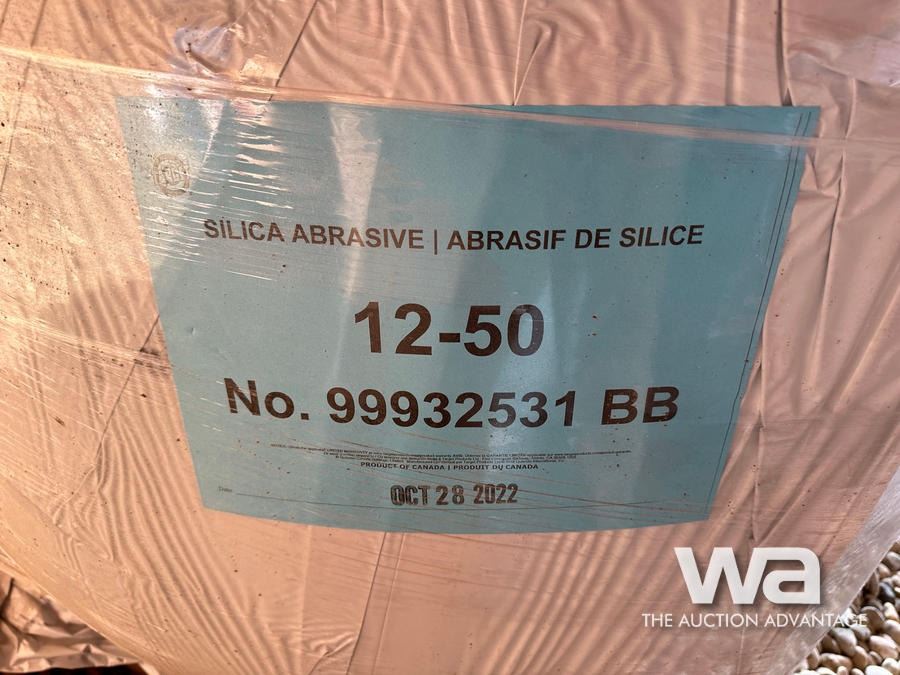 SILICA ABRASIVE | ABRASIF DE SILICE
12-50
No. 99932531 BB
PRODUCT OF CANADA | PRODUIT DU CANADA
Date
OCT 28 2022
wa
THE AUCTION ADVANTAGE